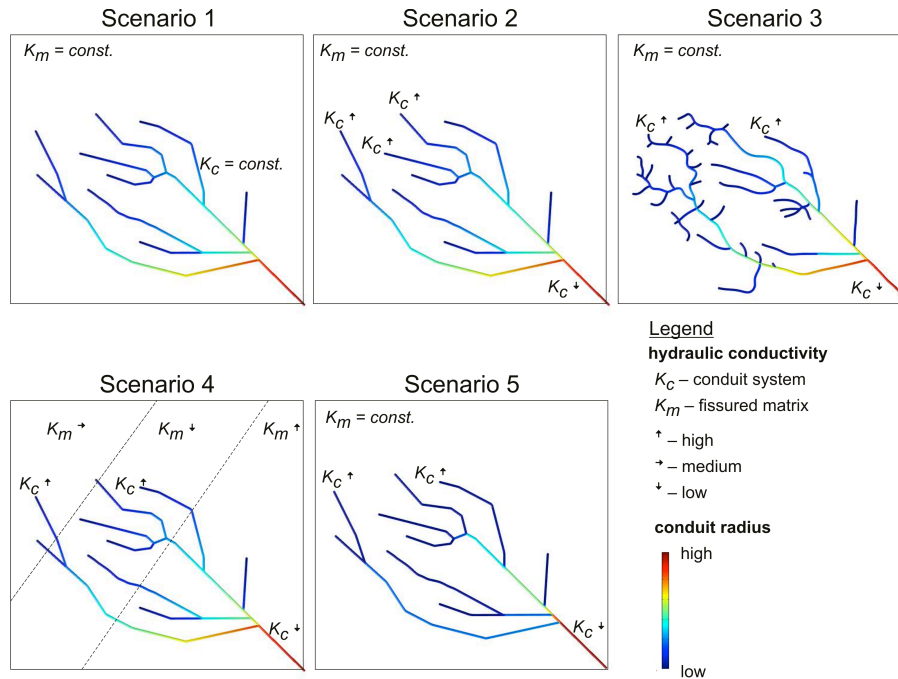 Scenario 1
Scenario 2
Scenario 3
Km = const.
Kc = const.
Km = const.
Kc ↑
Kc ↑
Kc ↑
Kc ↓
Km = const.
Kc ↑
Kc ↑
Kc ↓
Scenario 4
Scenario 5
Km →
Km ↓
Km ↑
Kc ↑
Kc ↑
Kc ↓
Km = const.
Kc ↑
Kc ↑
Kc ↓
Legend
hydraulic conductivity
Kc – conduit system
Km – fissured matrix
↑ – high
→ – medium
↓ – low
conduit radius
high
low